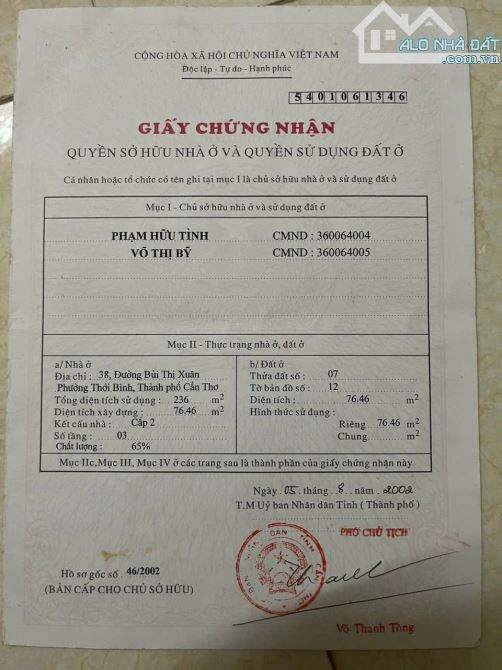 ALO NHÀ ĐẤT
.com.vn
CỘNG HÒA XÃ HỘI CHỦ NGHĨA VIỆT NAM
Độc lập - Tự do - Hạnh phúc
5401061346
GIẤY CHỨNG NHẬN
QUYỀN SỞ HỮU NHÀ Ở VÀ QUYỀN SỬ DỤNG ĐẤT Ở
Cá nhân hoặc tổ chức có tên ghi tại mục I là chủ sở hữu nhà ở và sử dụng đất ở
Mục I - Chủ sở hữu nhà ở và sử dụng đất ở
PHẠM HỮU TÌNH CMND : 360064004
VÕ THỊ BỸ CMND : 360064005
Mục II - Thực trạng nhà ở, đất ở
a/ Nhà ở
Địa chỉ : 38, Đường Bùi Thị Xuân
Phường Thới Bình, Thành phố Cần Thơ
Tổng diện tích sử dụng : 236 m2
Diện tích xây dựng : 76.46 m2
Kết cấu nhà : Cấp 2
Số tầng : 03
Chất lượng : 65%
b/ Đất ở
Thửa đất số : 07
Tờ bản đồ số : 12
Diện tích : 76.46 m2
Hình thức sử dụng :
Riêng 76.46 m2
Chung m2
Mục IIc, Mục III, Mục IV ở các trang sau là thành phần của giấy chứng nhận này
Ngày 05 tháng 8 năm 2002
T.M Uỷ ban Nhân dân Tỉnh ( Thành phố )
PHÓ CHỦ TỊCH
Hồ sơ gốc số 46/2002
(BẢN CẤP CHO CHỦ SỞ HỮU)
Võ Thanh Tòng